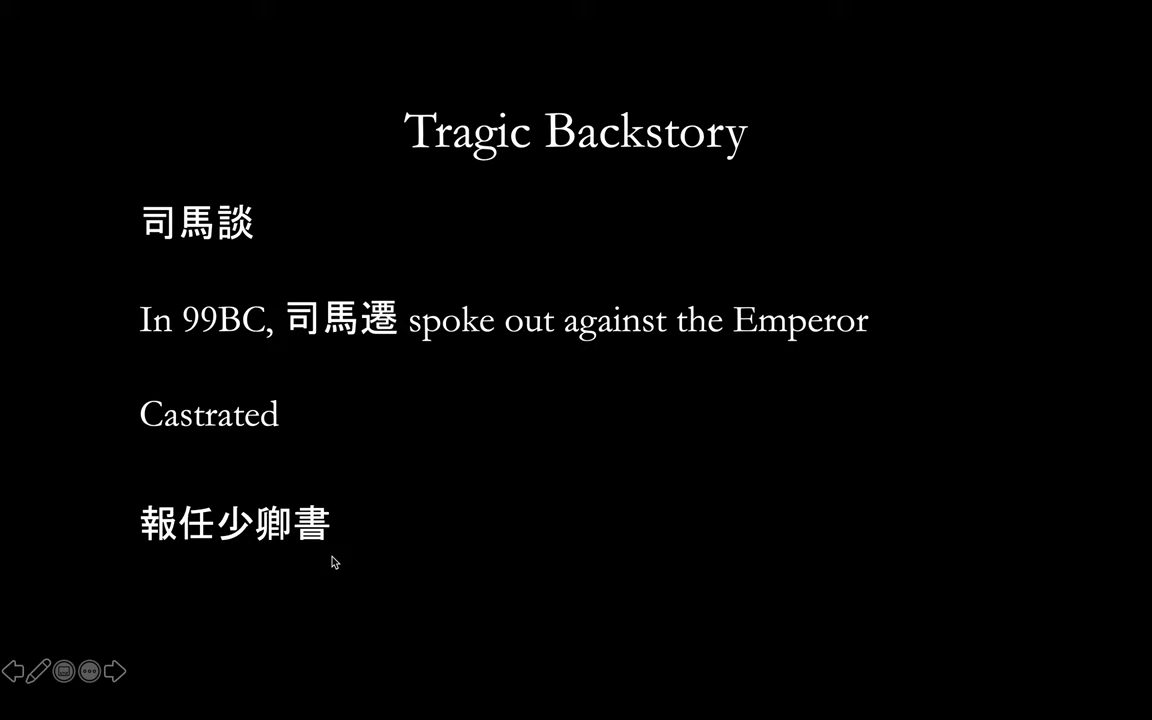 Tragic Backstory
司馬談
In 99BC, 司馬遷 spoke out against the Emperor
Castrated
報任少卿書